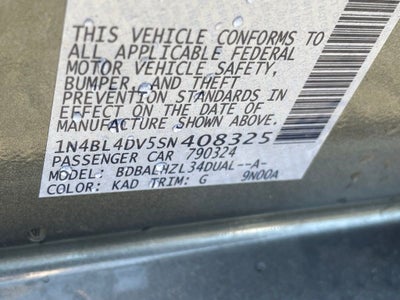 THIS VEHICLE CONFORMS TO
ALL APPLICABLE FEDERAL
MOTOR VEHICLE SAFETY,
BUMPER, AND THEFT
PREVENTION STANDARDS IN
EFFECT ON THE DATE OF
MANUFACTURE SHOWN ABOVE.
1N4BL4DV5SN408325
PASSENGER CAR 790324
MODEL: BDBALHZL34DUAL--A-
COLOR: KAD TRIM: G 9N00A